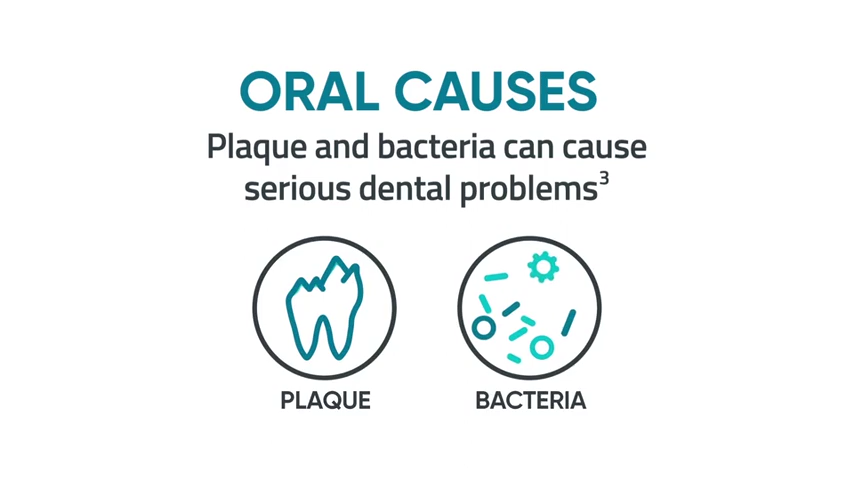 ORAL CAUSES
Plaque and bacteria can cause
serious dental problems³
PLAQUE
BACTERIA